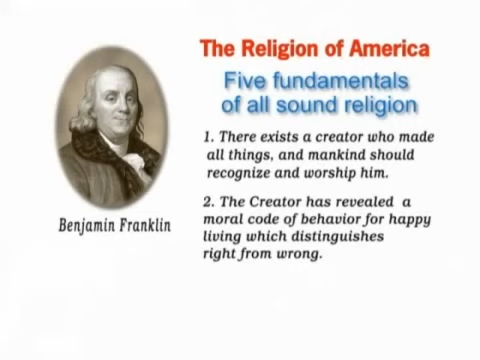 The Religion of America
Five fundamentals
of all sound religion
1. There exists a creator who made
all things, and mankind should
recognize and worship him.
2. The Creator has revealed a
moral code of behavior for happy
living which distinguishes
right from wrong.
Benjamin Franklin